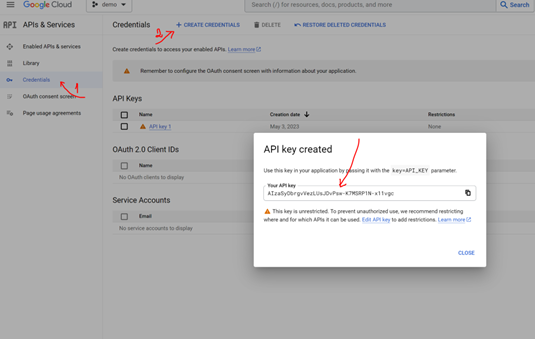 Google Cloud
demo
Search (/) for resources, docs, products, and more
Search
API APIs & Services
Credentials
+ CREATE CREDENTIALS
DELETE
RESTORE DELETED CREDENTIALS
2
Enabled APIs & services
Library
Credentials
1
OAuth consent screen
Page usage agreements
Create credentials to access your enabled APIs. Learn more
Remember to configure the OAuth consent screen with information about your application.
API Keys
Name
Creation date
Restrictions
API key 1
May 3, 2023
None
OAuth 2.0 Client IDs
Name
No OAuth clients to display
Service Accounts
Email
No service accounts to display
API key created
Use this key in your application by passing it with the key=API_KEY parameter.
Your API key
This key is unrestricted. To prevent unauthorized use, we recommend restricting
where and for which APIs it can be used. Edit API key to add restrictions. Learn more
CLOSE